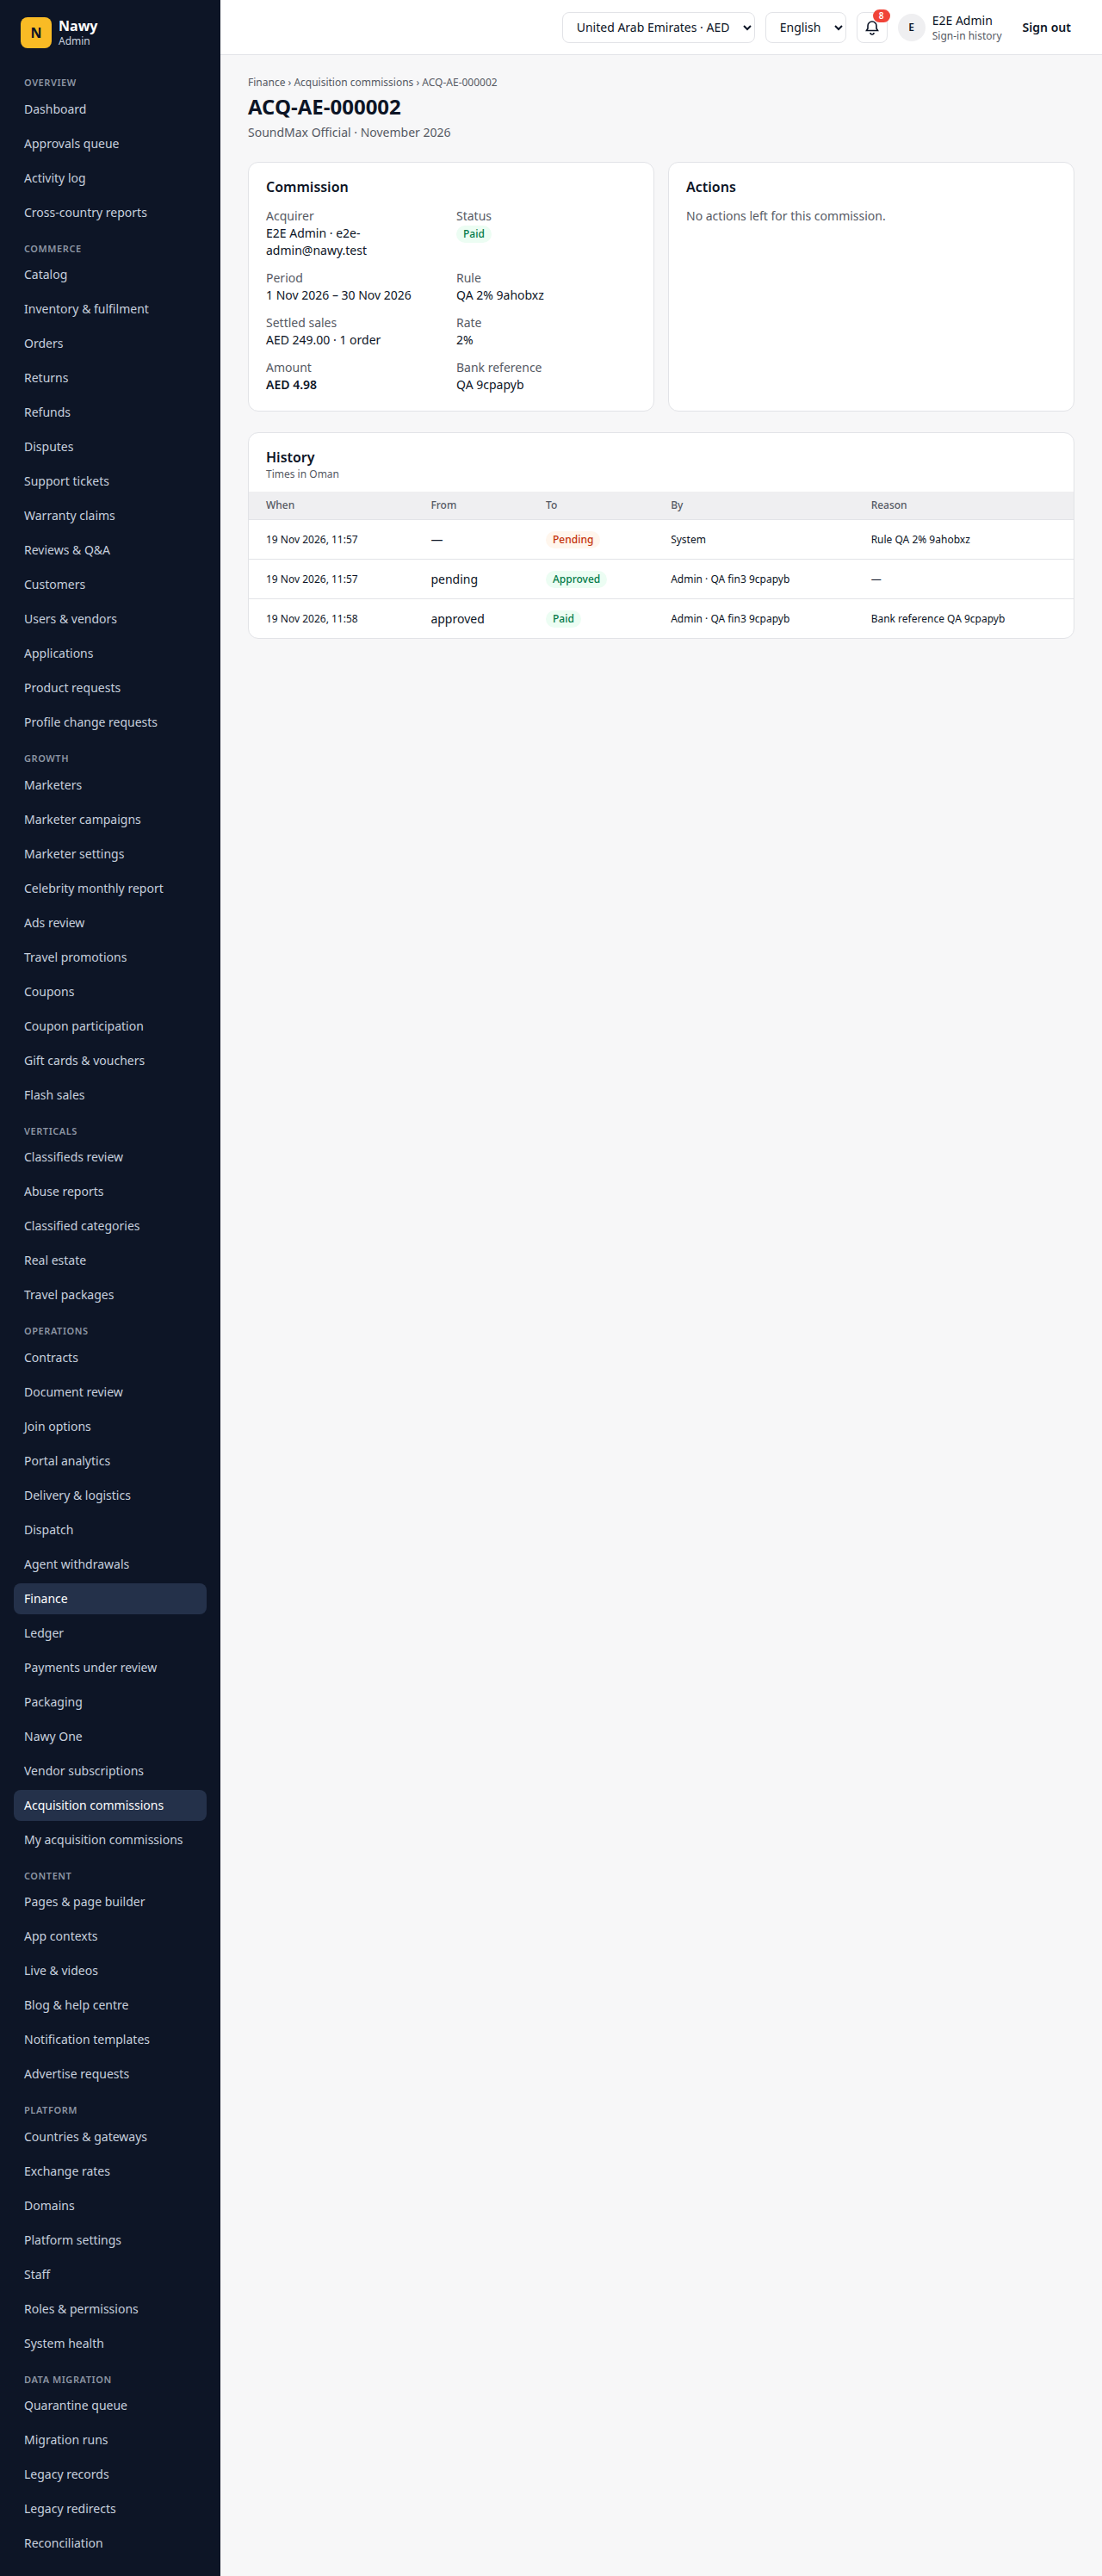 N
Nawy
Admin
OVERVIEW
Dashboard
Approvals queue
Activity log
Cross-country reports
COMMERCE
Catalog
Inventory & fulfilment
Orders
Returns
Refunds
Disputes
Support tickets
Warranty claims
Reviews & Q&A
Customers
Users & vendors
Applications
Product requests
Profile change requests
GROWTH
Marketers
Marketer campaigns
Marketer settings
Celebrity monthly report
Ads review
Travel promotions
Coupons
Coupon participation
Gift cards & vouchers
Flash sales
VERTICALS
Classifieds review
Abuse reports
Classified categories
Real estate
Travel packages
OPERATIONS
Contracts
Document review
Join options
Portal analytics
Delivery & logistics
Dispatch
Agent withdrawals
Finance
Ledger
Payments under review
Packaging
Nawy One
Vendor subscriptions
Acquisition commissions
My acquisition commissions
CONTENT
Pages & page builder
App contexts
Live & videos
Blog & help centre
Notification templates
Advertise requests
PLATFORM
Countries & gateways
Exchange rates
Domains
Platform settings
Staff
Roles & permissions
System health
DATA MIGRATION
Quarantine queue
Migration runs
Legacy records
Legacy redirects
Reconciliation
United Arab Emirates · AED
English
8
E
E2E Admin
Sign-in history
Sign out
Finance › Acquisition commissions › ACQ-AE-000002
ACQ-AE-000002
SoundMax Official · November 2026
Commission
Acquirer
E2E Admin · e2e-
admin@nawy.test
Status
Paid
Period
1 Nov 2026 – 30 Nov 2026
Rule
QA 2% 9ahobxz
Settled sales
AED 249.00 · 1 order
Rate
2%
Amount
AED 4.98
Bank reference
QA 9cpapyb
Actions
No actions left for this commission.
History
Times in Oman
When From To By Reason
19 Nov 2026, 11:57 — Pending System Rule QA 2% 9ahobxz
19 Nov 2026, 11:57 pending Approved Admin · QA fin3 9cpapyb —
19 Nov 2026, 11:58 approved Paid Admin · QA fin3 9cpapyb Bank reference QA 9cpapyb